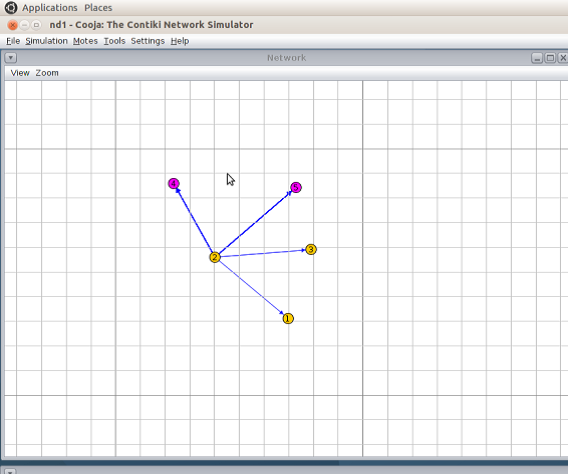 Applications Places
nd1 - Cooja: The Contiki Network Simulator
File Simulation Motes Tools Settings Help
Network
View Zoom
4
5
3
2
1